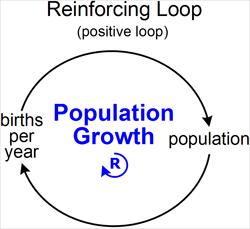 Reinforcing Loop
(positive loop)
births
per
year
Population
Growth
R
population